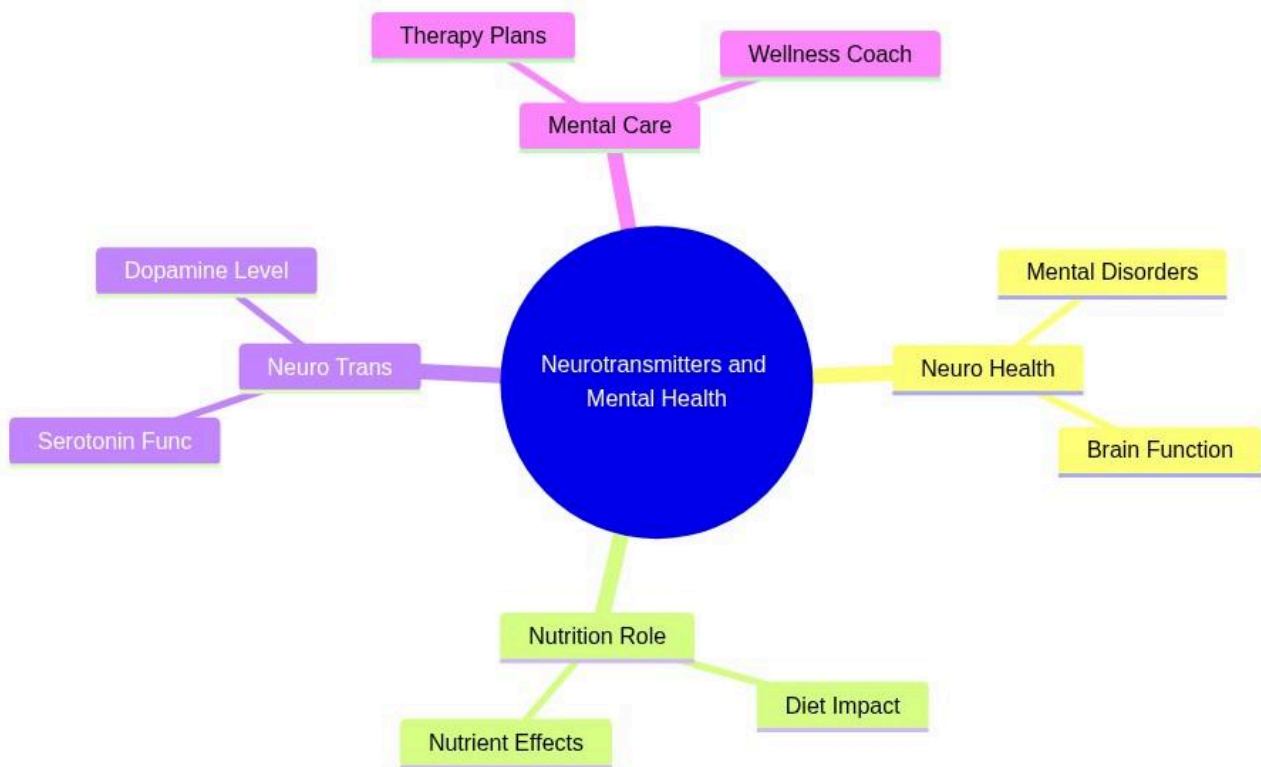 Therapy Plans
Wellness Coach
Mental Care
Dopamine Level
Mental Disorders
Neuro Trans
Neurotransmitters and
Mental Health
Neuro Health
Serotonin Func
Brain Function
Nutrition Role
Diet Impact
Nutrient Effects